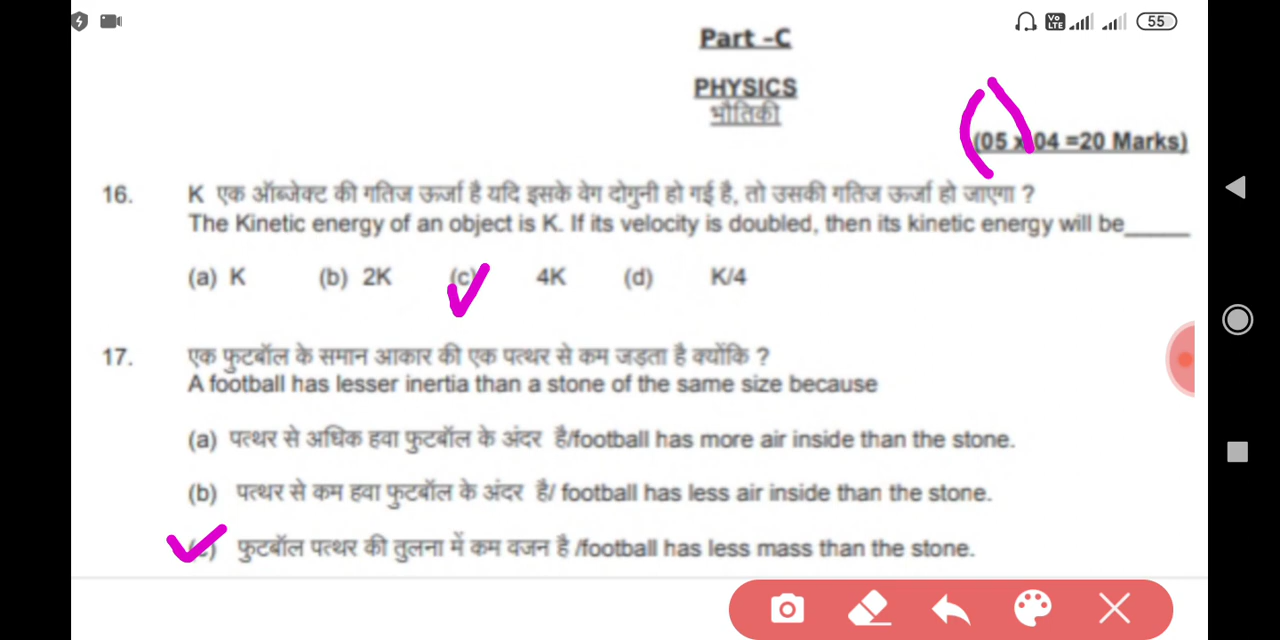 Vo LTE 55
Part -C
PHYSICS
भौतिकी
(05 x 04 =20 Marks)
16. K एक ऑब्जेक्ट की गतिज ऊर्जा है यदि इसके वेग दोगुनी हो गई है, तो उसकी गतिज ऊर्जा हो जाएगा ?
The Kinetic energy of an object is K. If its velocity is doubled, then its kinetic energy will be______
(a) K (b) 2K (c) 4K (d) K/4
17. एक फुटबॉल के समान आकार की एक पत्थर से कम जड़ता है क्योंकि ?
A football has lesser inertia than a stone of the same size because
(a) पत्थर से अधिक हवा फुटबॉल के अंदर है/football has more air inside than the stone.
(b) पत्थर से कम हवा फुटबॉल के अंदर है/ football has less air inside than the stone.
(c) फुटबॉल पत्थर की तुलना में कम वजन है /football has less mass than the stone.